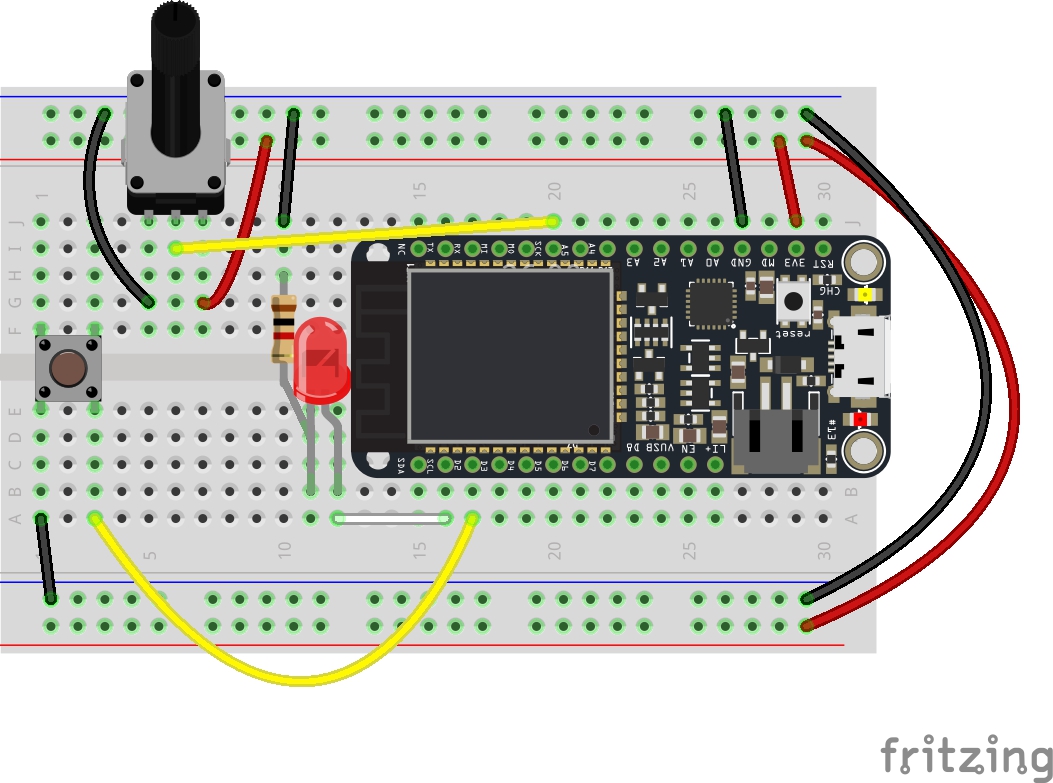 1 15 20 25 30
J J
I
H
G
F
NC TX RX MI MO SCK A5 A4 A3 A2 A1 A0 GND MD 3V3 RST
CHG
reset
E
D
C
B B
A A
#13
SDA SCL D2 D3 D4 D5 D6 D7 D8 VUSB EN LI+
5 10 15 20 25 30
fritzing